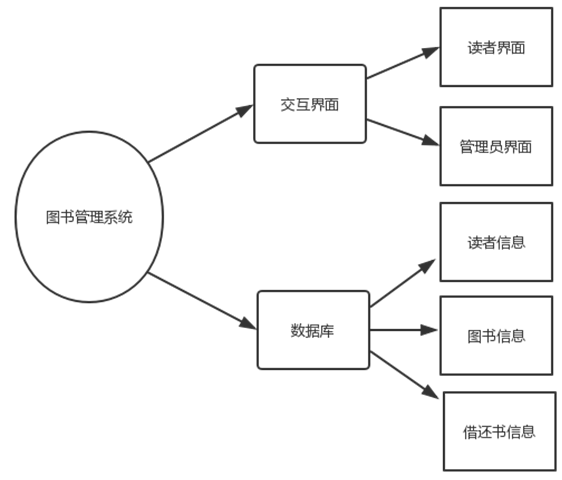 读者界面
交互界面
管理员界面
图书管理系统
读者信息
数据库
图书信息
借还书信息